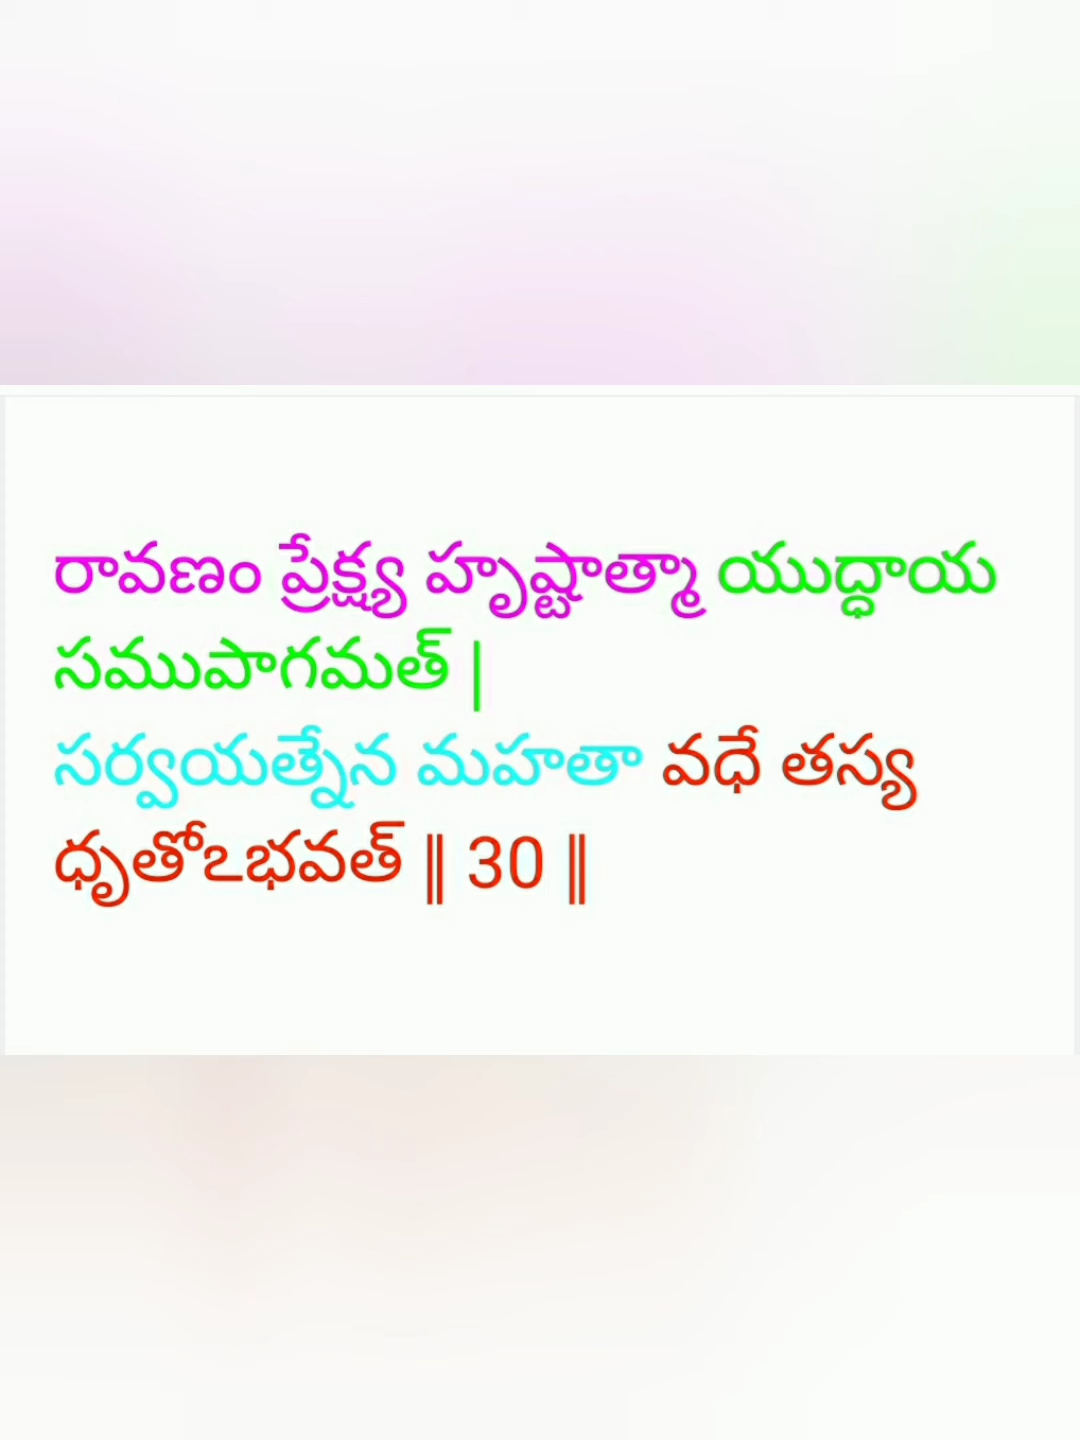 రావణం ప్రేక్ష్య హృష్టాత్మా యుద్ధాయ
సముపాగమత్ |
సర్వయత్నేన మహతా వధే తస్య
ధృతోఽభవత్ || 30 ||